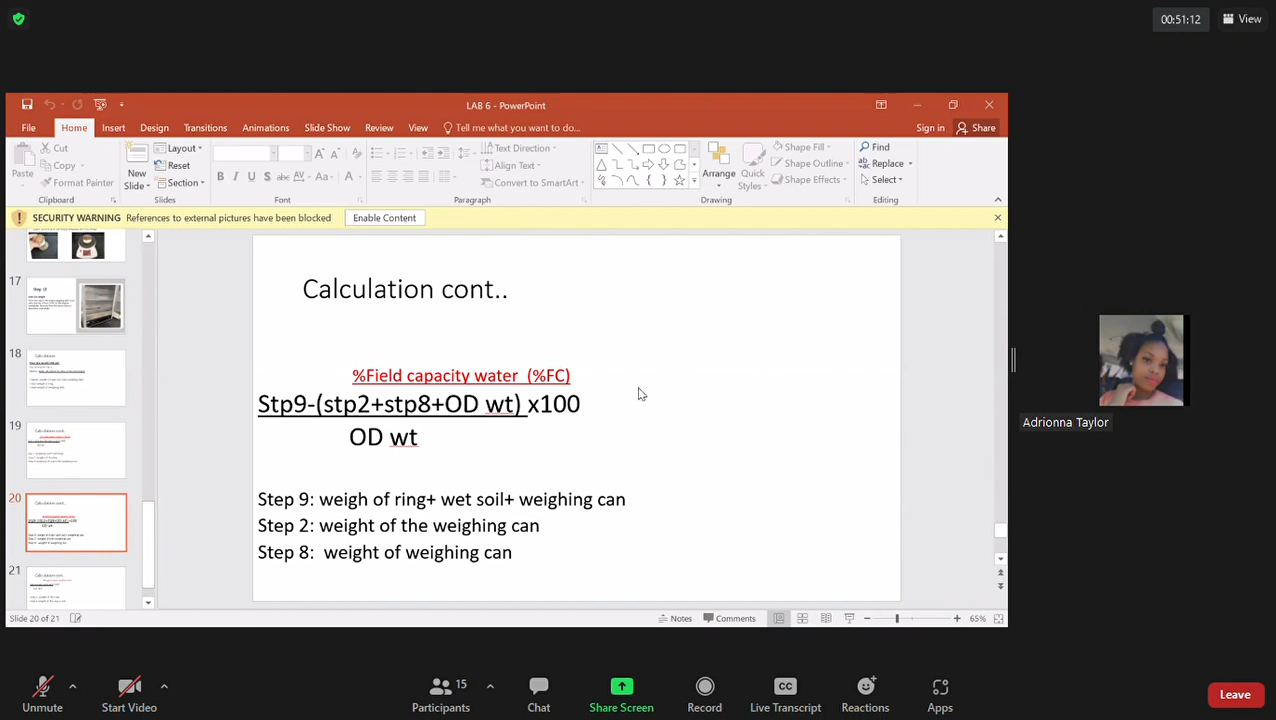 00:51:12
View
LAB 6 - PowerPoint
File Home Insert Design Transitions Animations Slide Show Review View Tell me what you want to do...
Sign in Share
Paste
Cut
Copy
Format Painter
Clipboard
New
Slide
Layout
Reset
Section
Slides
B I U S abc AV Aa A
Font
Text Direction
Align Text
Convert to SmartArt
Paragraph
Arrange
Quick
Styles
Shape Fill
Shape Outline
Shape Effects
Drawing
Find
Replace
Select
Editing
SECURITY WARNING References to external pictures have been blocked Enable Content
17
18
19
20
21
Calculation cont..
%Field capacity water (%FC)
Stp9-(stp2+stp8+OD wt) x100
OD wt
Step 9: weigh of ring+ wet soil+ weighing can
Step 2: weight of the weighing can
Step 8: weight of weighing can
Adrionna Taylor
Slide 20 of 21
Notes Comments 65%
Unmute
Start Video
15
Participants
Chat
Share Screen
Record
CC
Live Transcript
Reactions
Apps
Leave